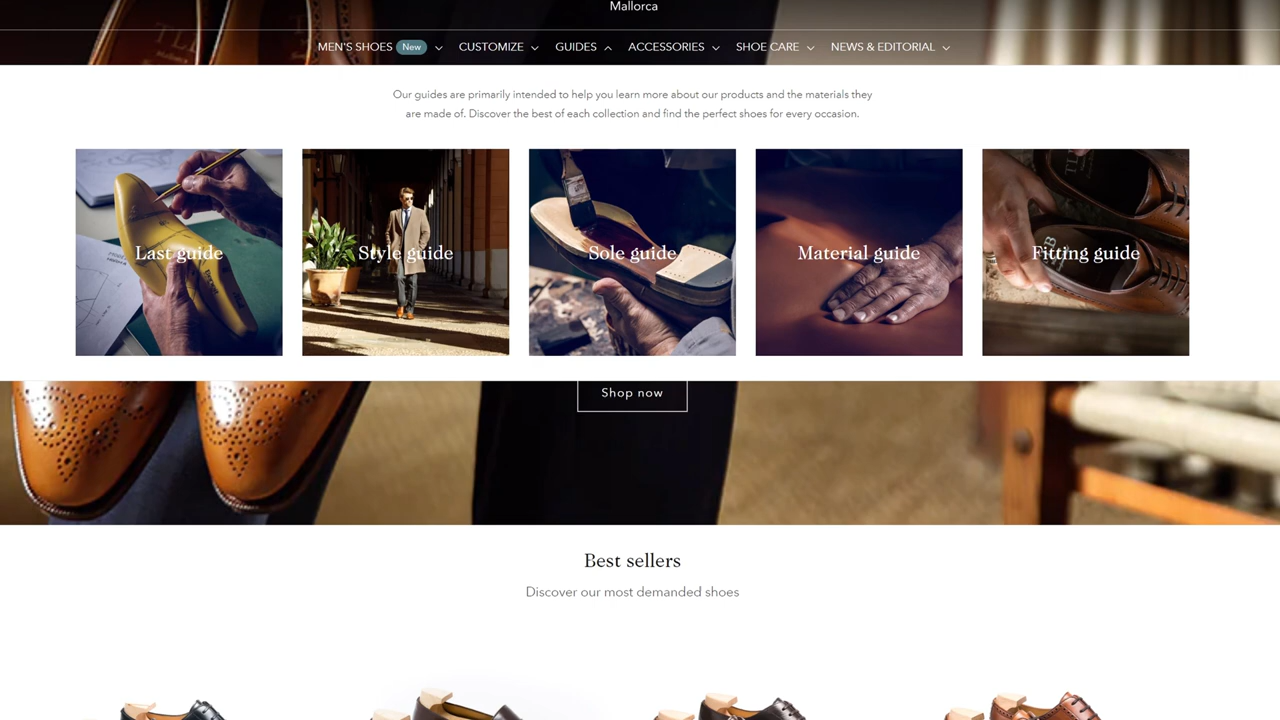 Mallorca
MEN'S SHOES New CUSTOMIZE GUIDES ACCESSORIES SHOE CARE NEWS & EDITORIAL
Our guides are primarily intended to help you learn more about our products and the materials they
are made of. Discover the best of each collection and find the perfect shoes for every occasion.
Last guide
Style guide
Sole guide
Material guide
Fitting guide
Shop now
Best sellers
Discover our most demanded shoes